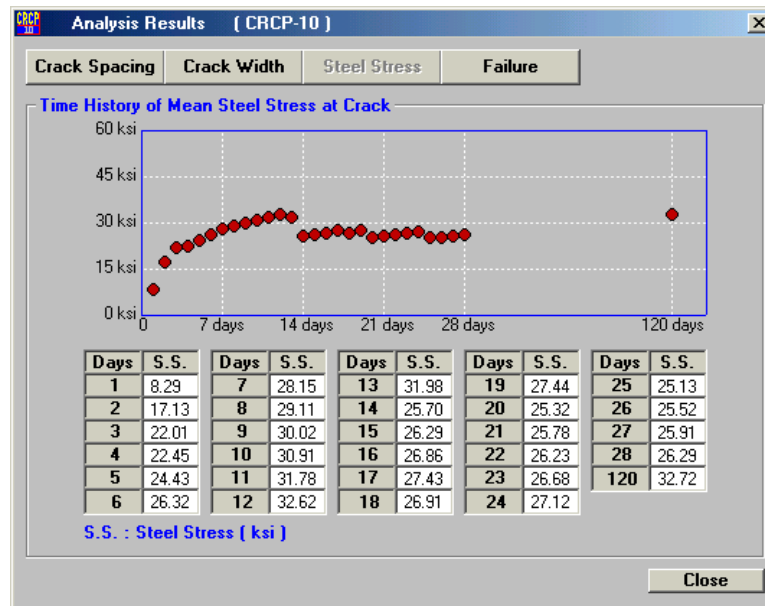 CRCP 10 Analysis Results ( CRCP-10 )
Crack Spacing Crack Width Steel Stress Failure
Time History of Mean Steel Stress at Crack
60 ksi
45 ksi
30 ksi
15 ksi
0 ksi
0 7 days 14 days 21 days 28 days 120 days
Days S.S. Days S.S. Days S.S. Days S.S. Days S.S.
1 8.29 7 28.15 13 31.98 19 27.44 25 25.13
2 17.13 8 29.11 14 25.70 20 25.32 26 25.52
3 22.01 9 30.02 15 26.29 21 25.78 27 25.91
4 22.45 10 30.91 16 26.86 22 26.23 28 26.29
5 24.43 11 31.78 17 27.43 23 26.68 120 32.72
6 26.32 12 32.62 18 26.91 24 27.12
S.S. : Steel Stress ( ksi )
Close